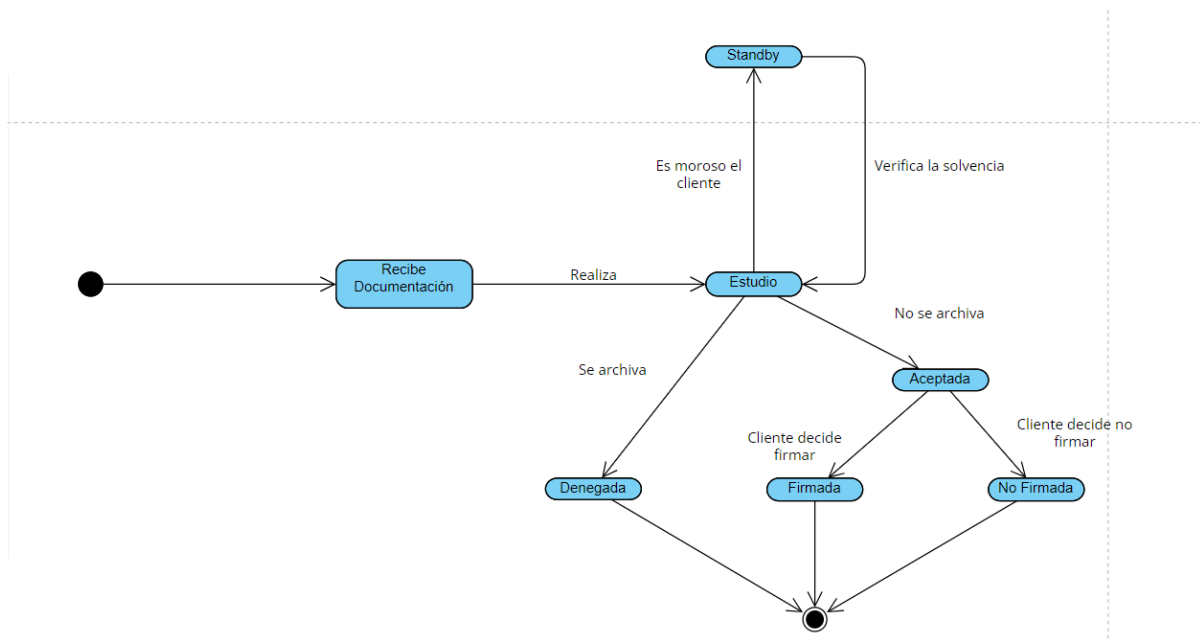 Standby
Es moroso el
cliente
Verifica la solvencia
Recibe
Documentación
Realiza
Estudio
No se archiva
Se archiva
Aceptada
Cliente decide
firmar
Cliente decide no
firmar
Denegada
Firmada
No Firmada